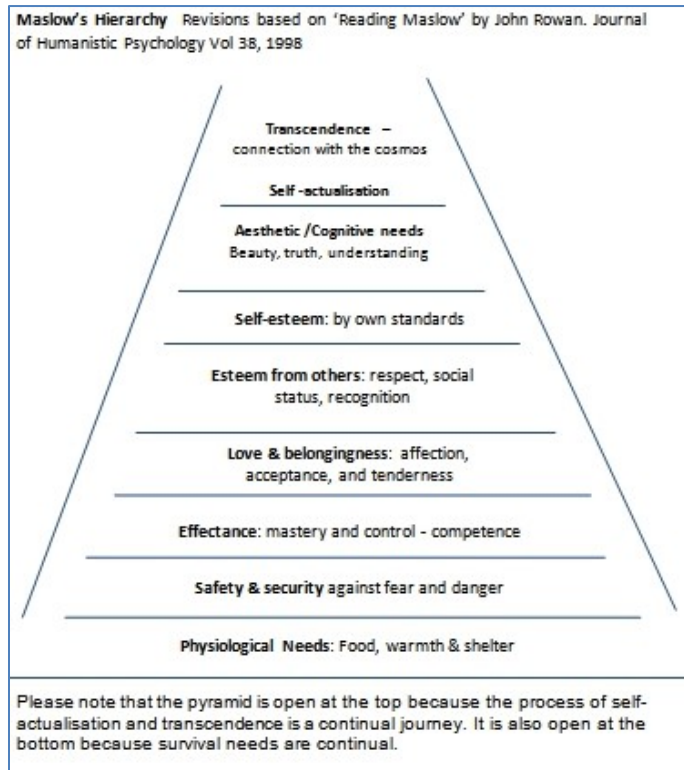 Maslow's Hierarchy Revisions based on 'Reading Maslow' by John Rowan. Journal
of Humanistic Psychology Vol 38, 1998
Transcendence –
connection with the cosmos
Self -actualisation
Aesthetic /Cognitive needs
Beauty, truth, understanding
Self-esteem: by own standards
Esteem from others: respect, social
status, recognition
Love & belongingness: affection,
acceptance, and tenderness
Effectance: mastery and control - competence
Safety & security against fear and danger
Physiological Needs: Food, warmth & shelter
Please note that the pyramid is open at the top because the process of self-
actualisation and transcendence is a continual journey. It is also open at the
bottom because survival needs are continual.